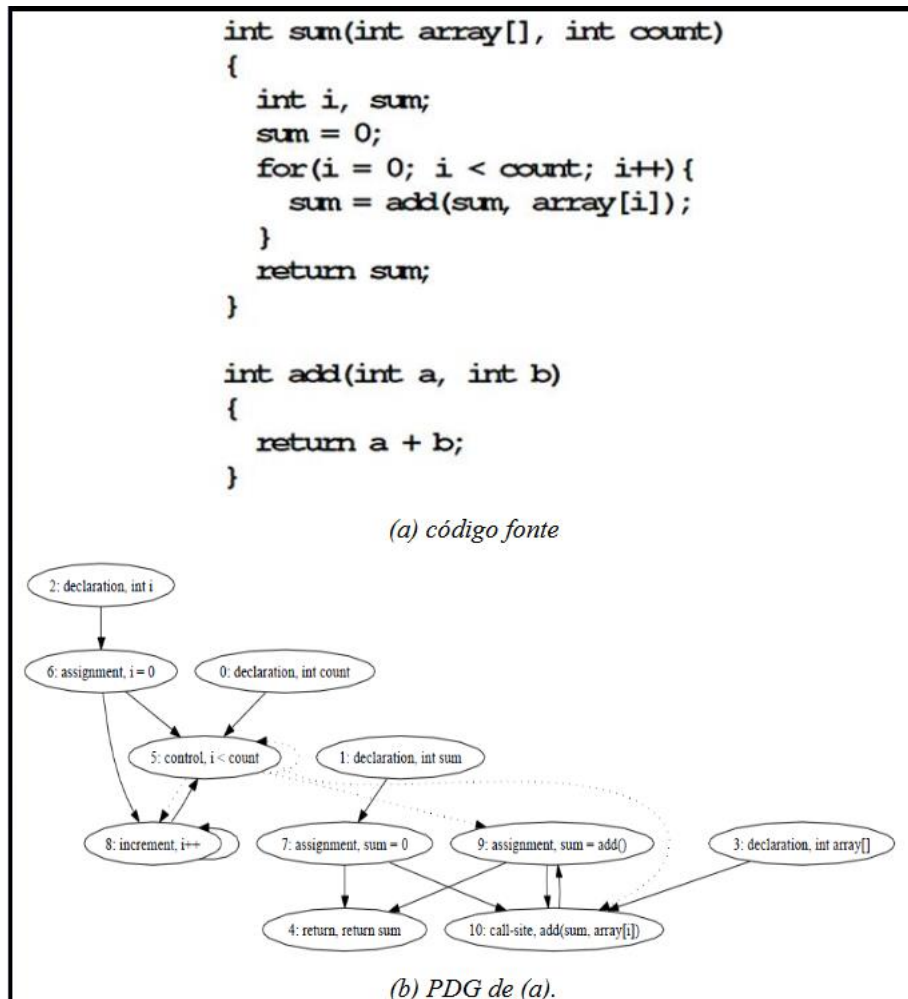 int sum(int array[], int count)
{
int i, sum;
sum = 0;
for(i = 0; i < count; i++){
sum = add(sum, array[i]);
}
return sum;
}
int add(int a, int b)
{
return a + b;
}
(a) código fonte
2: declaration, int i
6: assignment, i = 0
0: declaration, int count
5: control, i < count
1: declaration, int sum
8: increment, i++
7: assignment, sum = 0
9: assignment, sum = add()
3: declaration, int array[]
4: return, return sum
10: call-site, add(sum, array[i])
(b) PDG de (a).